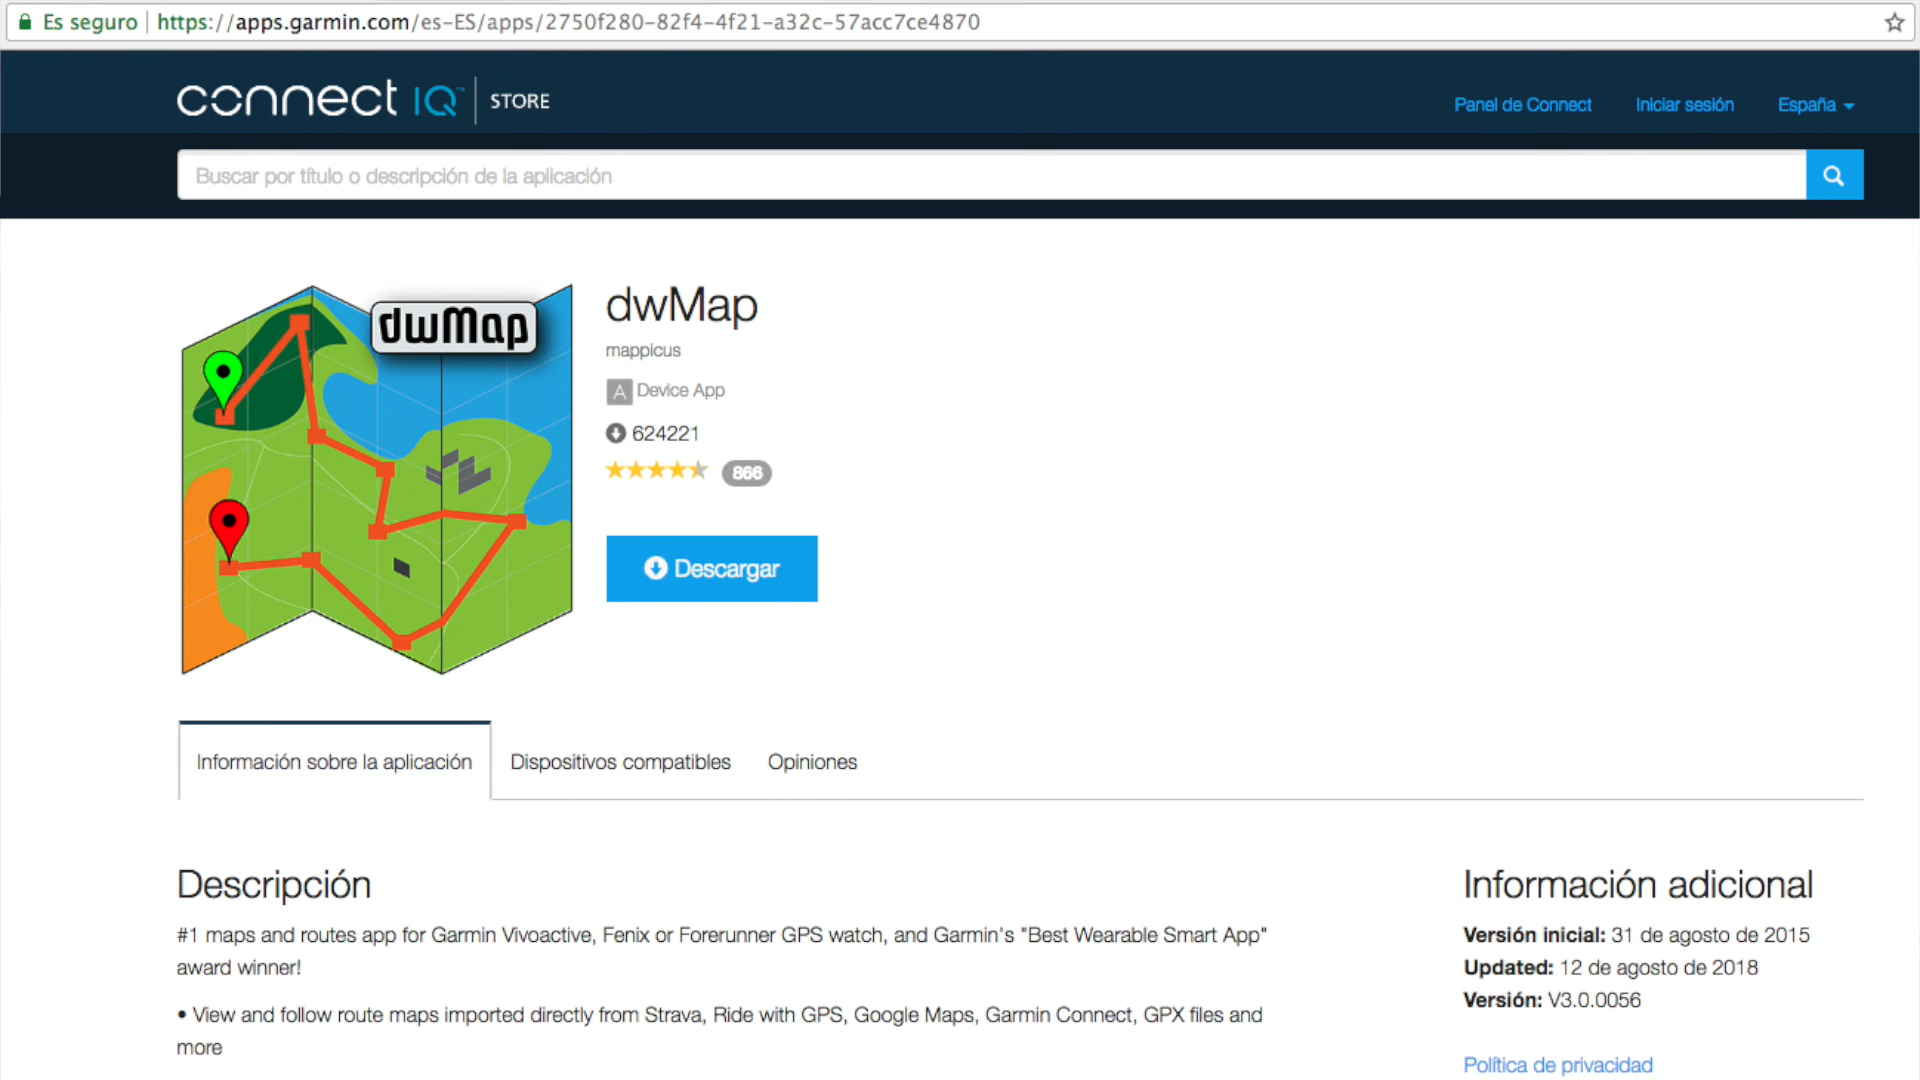 Es seguro https://apps.garmin.com/es-ES/apps/2750f280-82f4-4f21-a32c-57acc7ce4870
connect IQ™ STORE
Panel de Connect Iniciar sesión España
Buscar por título o descripción de la aplicación
dwMap
dwMap
mappicus
A Device App
624221
866
Descargar
Información sobre la aplicación Dispositivos compatibles Opiniones
Descripción
#1 maps and routes app for Garmin Vivoactive, Fenix or Forerunner GPS watch, and Garmin's "Best Wearable Smart App"
award winner!
• View and follow route maps imported directly from Strava, Ride with GPS, Google Maps, Garmin Connect, GPX files and
more
Información adicional
Versión inicial: 31 de agosto de 2015
Updated: 12 de agosto de 2018
Versión: V3.0.0056
Política de privacidad